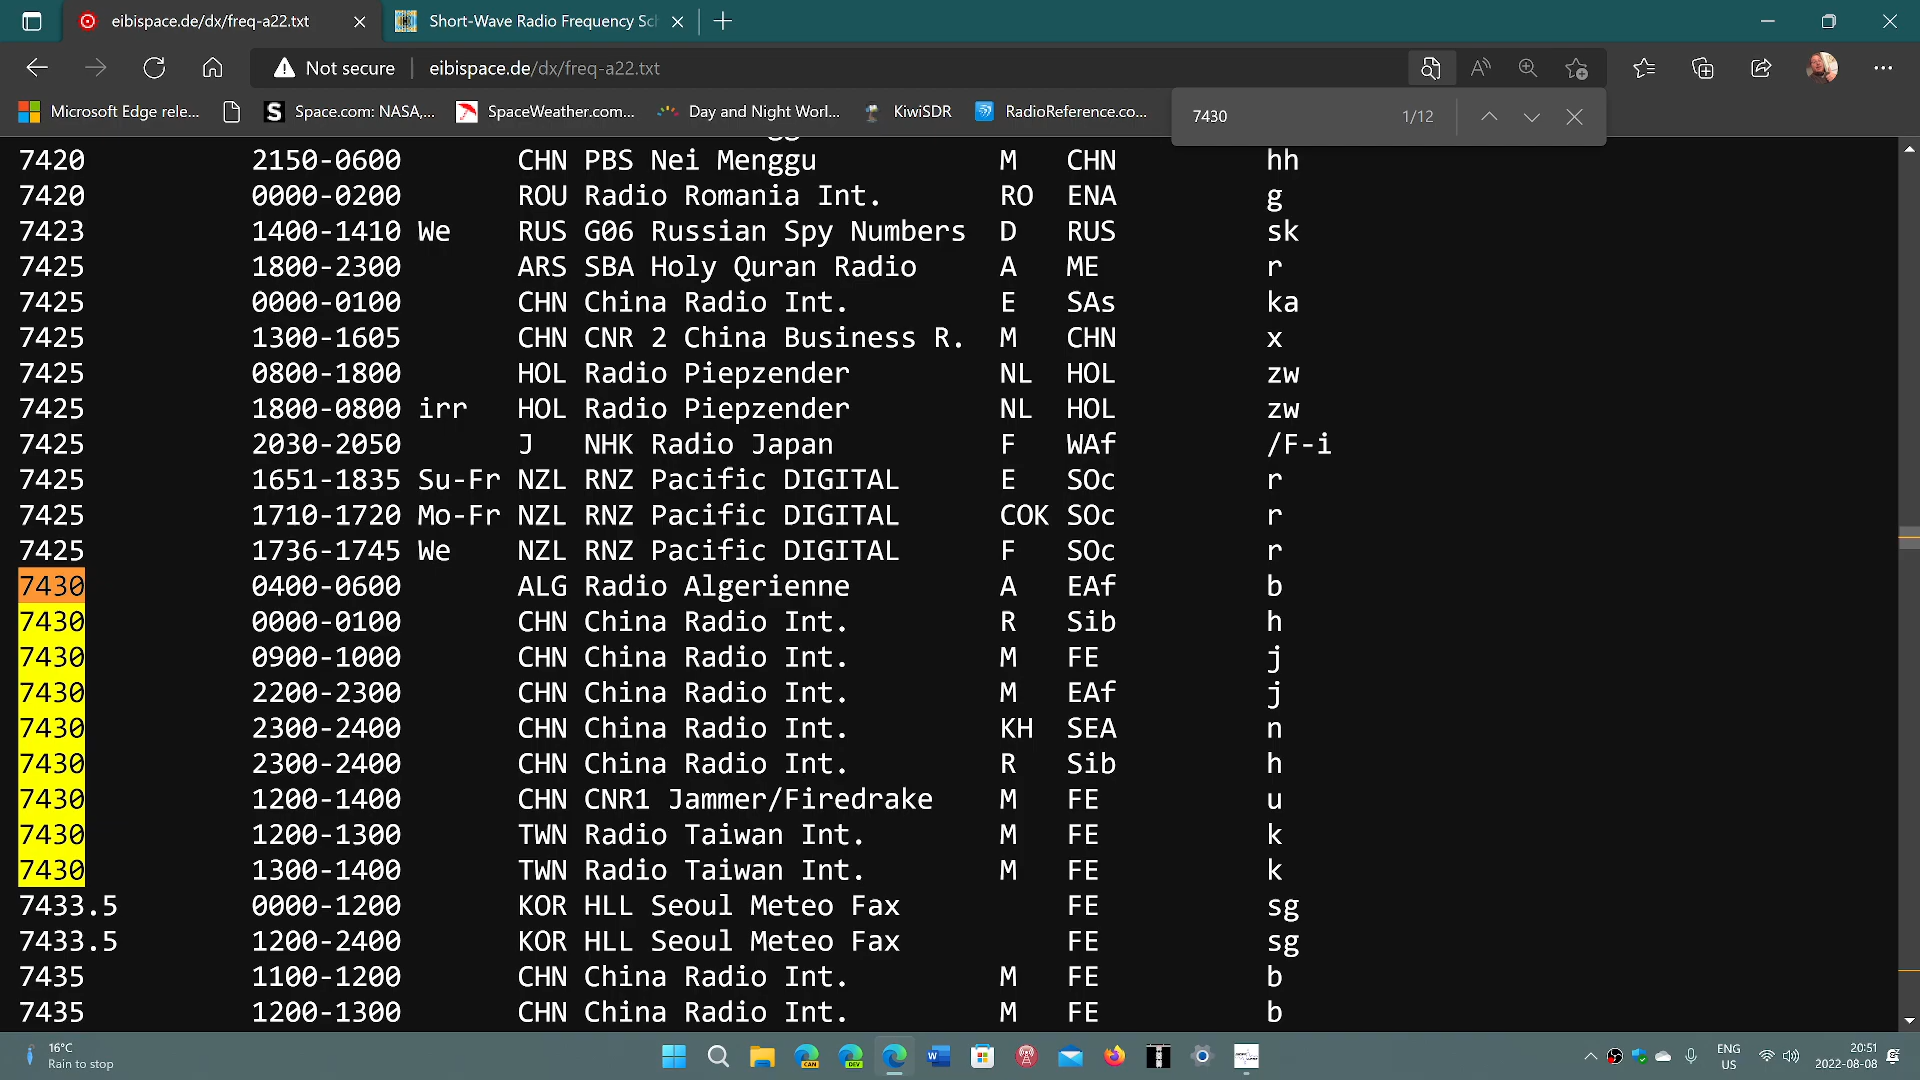 eibispace.de/dx/freq-a22.txt
Short-Wave Radio Frequency Sch
Not secure
eibispace.de/dx/freq-a22.txt
Microsoft Edge rele...
Space.com: NASA,...
SpaceWeather.com...
Day and Night Worl...
KiwiSDR
RadioReference.co...
7430 1/12
7420 2150-0600 CHN PBS Nei Menggu M CHN hh
7420 0000-0200 ROU Radio Romania Int. RO ENA g
7423 1400-1410 We RUS G06 Russian Spy Numbers D RUS sk
7425 1800-2300 ARS SBA Holy Quran Radio A ME r
7425 0000-0100 CHN China Radio Int. E SAs ka
7425 1300-1605 CHN CNR 2 China Business R. M CHN x
7425 0800-1800 HOL Radio Piepzender NL HOL zw
7425 1800-0800 irr HOL Radio Piepzender NL HOL zw
7425 2030-2050 J NHK Radio Japan F WAf /F-i
7425 1651-1835 Su-Fr NZL RNZ Pacific DIGITAL E SOc r
7425 1710-1720 Mo-Fr NZL RNZ Pacific DIGITAL COK SOc r
7425 1736-1745 We NZL RNZ Pacific DIGITAL F SOc r
7430 0400-0600 ALG Radio Algerienne A EAf b
7430 0000-0100 CHN China Radio Int. R Sib h
7430 0900-1000 CHN China Radio Int. M FE j
7430 2200-2300 CHN China Radio Int. M EAf j
7430 2300-2400 CHN China Radio Int. KH SEA n
7430 2300-2400 CHN China Radio Int. R Sib h
7430 1200-1400 CHN CNR1 Jammer/Firedrake M FE u
7430 1200-1300 TWN Radio Taiwan Int. M FE k
7430 1300-1400 TWN Radio Taiwan Int. M FE k
7433.5 0000-1200 KOR HLL Seoul Meteo Fax FE sg
7433.5 1200-2400 KOR HLL Seoul Meteo Fax FE sg
7435 1100-1200 CHN China Radio Int. M FE b
7435 1200-1300 CHN China Radio Int. M FE b
16°C
Rain to stop
CAN
DEV
ENG
US
20:51
2022-08-08